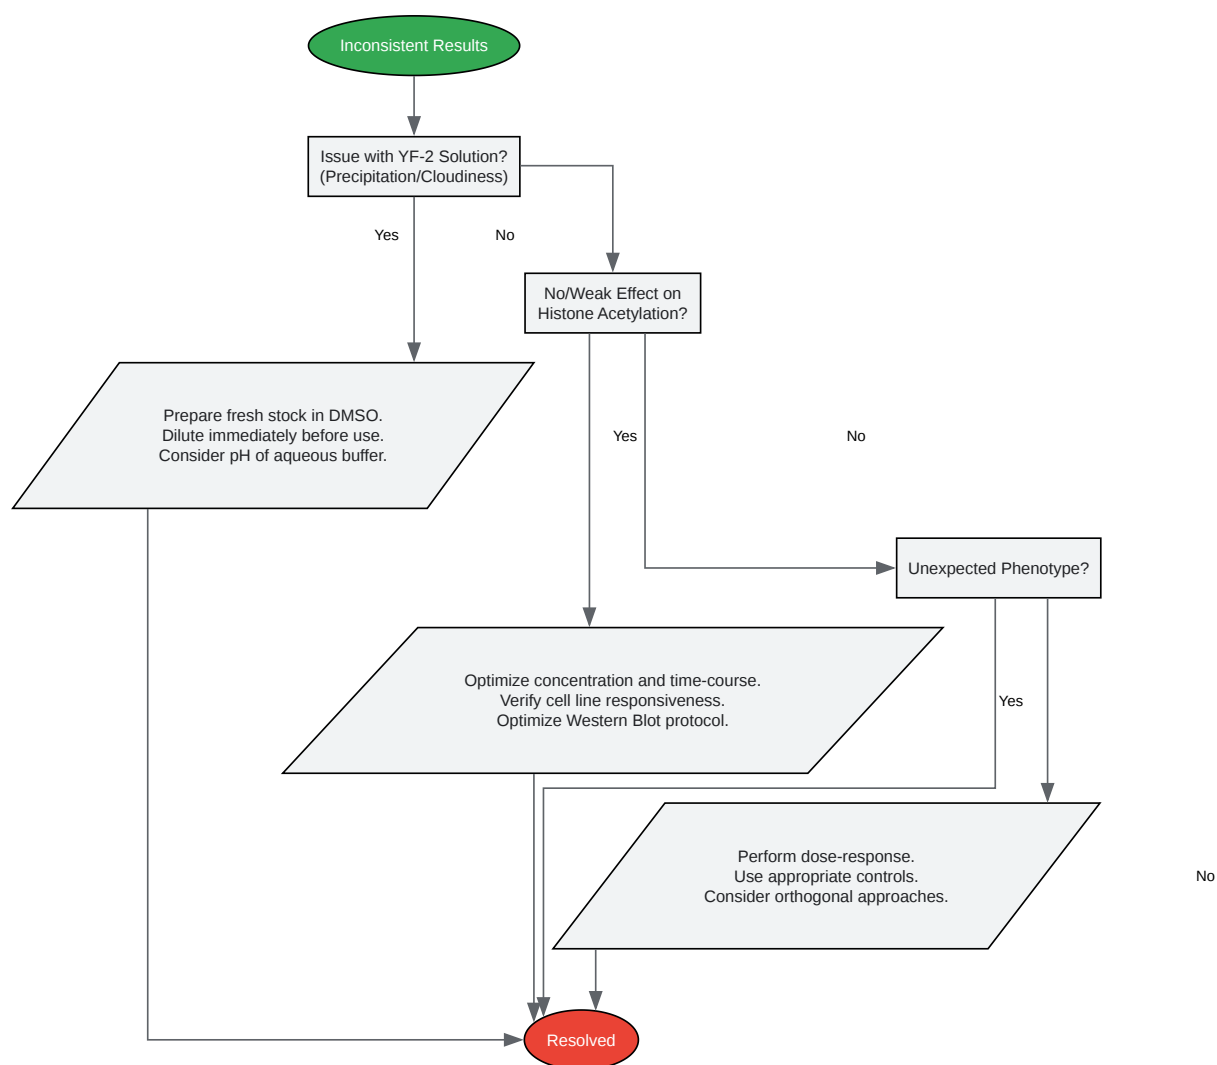 Inconsistent Results
Issue with YF-2 Solution?
(Precipitation/Cloudiness)
Yes
No
No/Weak Effect on
Histone Acetylation?
Prepare fresh stock in DMSO.
Dilute immediately before use.
Consider pH of aqueous buffer.
Yes
No
Unexpected Phenotype?
Optimize concentration and time-course.
Verify cell line responsiveness.
Optimize Western Blot protocol.
Yes
Perform dose-response.
Use appropriate controls.
Consider orthogonal approaches.
No
Resolved